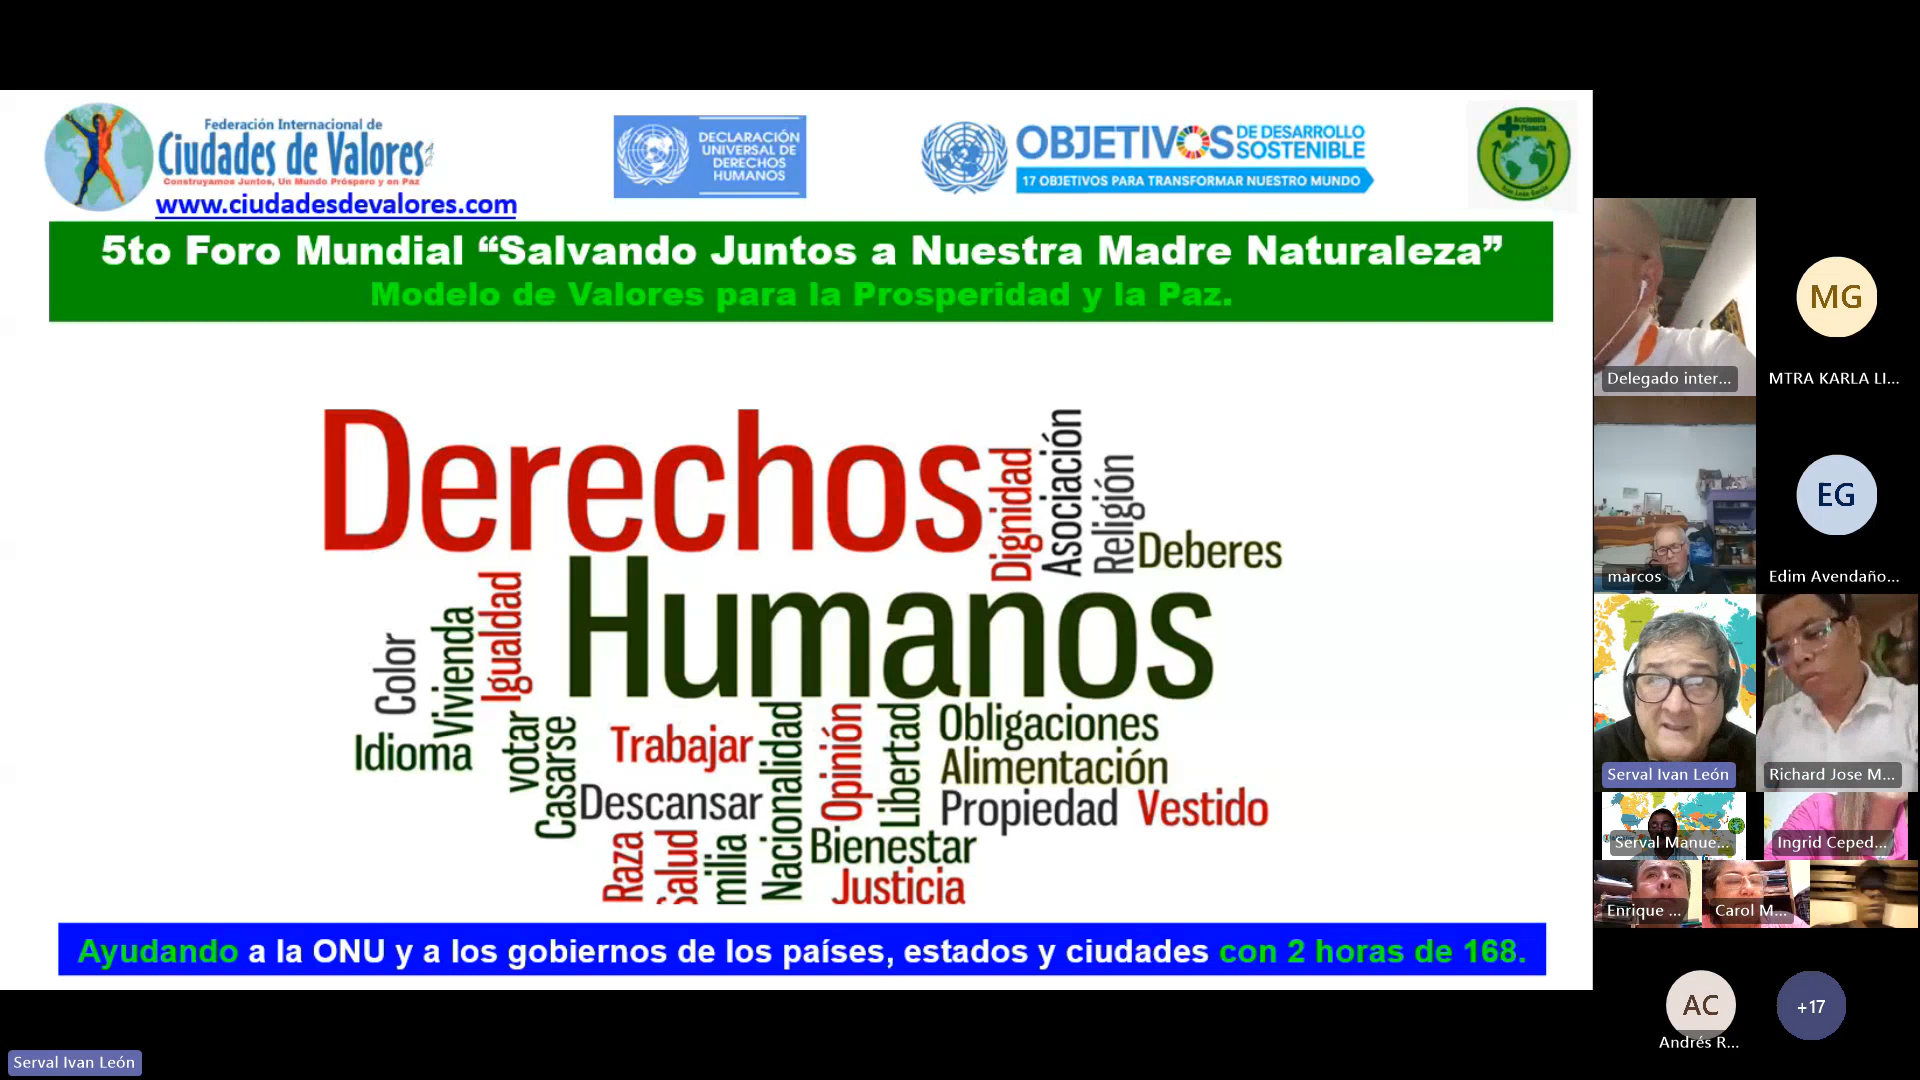 Federación Internacional de
Ciudades de Valores
Construyamos Juntos, Un Mundo Próspero y en Paz
www.ciudadesdevalores.com
DECLARACIÓN
UNIVERSAL DE
DERECHOS
HUMANOS
OBJETIVOS DE DESARROLLO SOSTENIBLE
17 OBJETIVOS PARA TRANSFORMAR NUESTRO MUNDO
5to Foro Mundial “Salvando Juntos a Nuestra Madre Naturaleza”
Modelo de Valores para la Prosperidad y la Paz.
Derechos
Dignidad
Asociación
Religión
Deberes
Humanos
Color
Vivienda
Igualdad
Idioma
votar
Casarse
Trabajar
Descansar
Nacionalidad
Opinión
Libertad
Obligaciones
Alimentación
Propiedad
Vestido
Raza
Salud
milia
Bienestar
Justicia
Ayudando a la ONU y a los gobiernos de los países, estados y ciudades con 2 horas de 168.
Delegado inter...
MG
MTRA KARLA LI...
marcos
EG
Edim Avendaño...
Serval Ivan León
Richard Jose M...
Serval Manue...
Ingrid Ceped...
Enrique ...
Carol M...
AC
Andrés R...
+17
Serval Ivan León